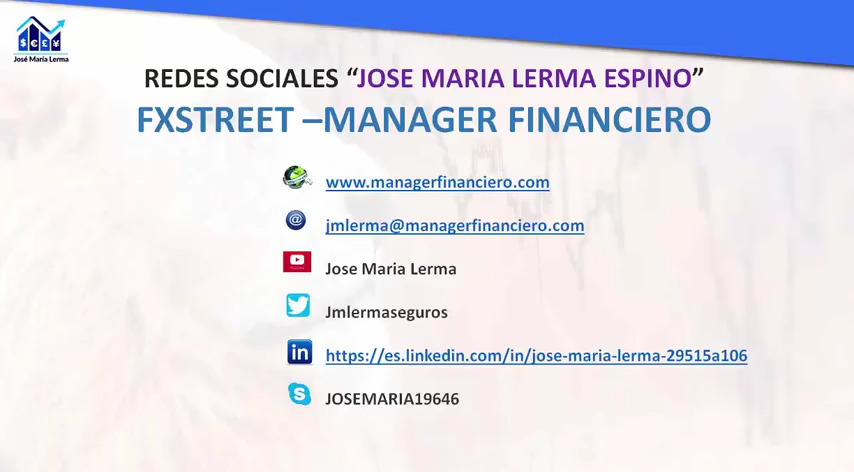 $ € £ ¥
José María Lerma
REDES SOCIALES “JOSE MARIA LERMA ESPINO”
FXSTREET –MANAGER FINANCIERO
www.managerfinanciero.com
@
jmlerma@managerfinanciero.com
Jose Maria Lerma
Jmlermaseguros
in
https://es.linkedin.com/in/jose-maria-lerma-29515a106
S
JOSEMARIA19646